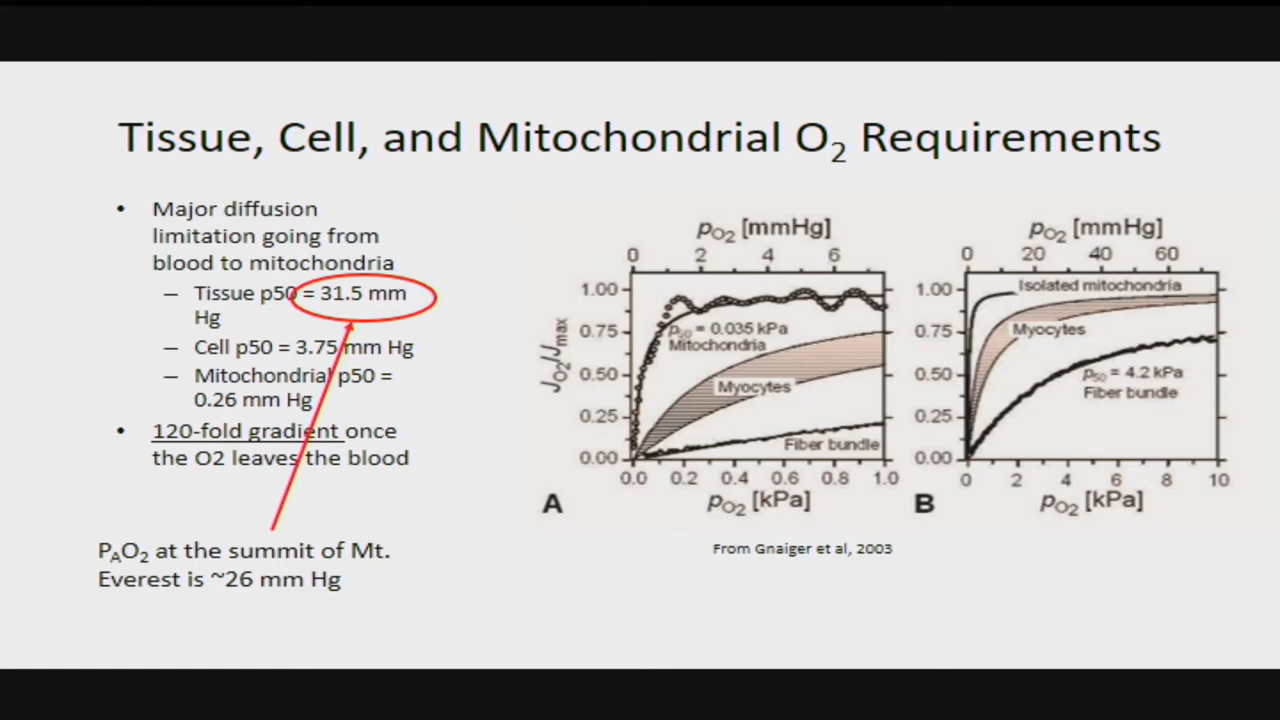 Tissue, Cell, and Mitochondrial O₂ Requirements
• Major diffusion
limitation going from
blood to mitochondria
– Tissue p50 = 31.5 mm
Hg
– Cell p50 = 3.75 mm Hg
– Mitochondrial p50 =
0.26 mm Hg
• 120-fold gradient once
the O2 leaves the blood
PAO₂ at the summit of Mt.
Everest is ~26 mm Hg
pO2 [mmHg]
0 2 4 6
1.00
0.75
0.50
0.25
0.00
JO2/Jmax
p50 = 0.035 kPa
Mitochondria
Myocytes
Fiber bundle
0.0 0.2 0.4 0.6 0.8 1.0
A
pO2 [kPa]
pO2 [mmHg]
0 20 40 60
1.00
0.75
0.50
0.25
0.00
Isolated mitochondria
Myocytes
p50 = 4.2 kPa
Fiber bundle
0 2 4 6 8 10
B
pO2 [kPa]
From Gnaiger et al, 2003